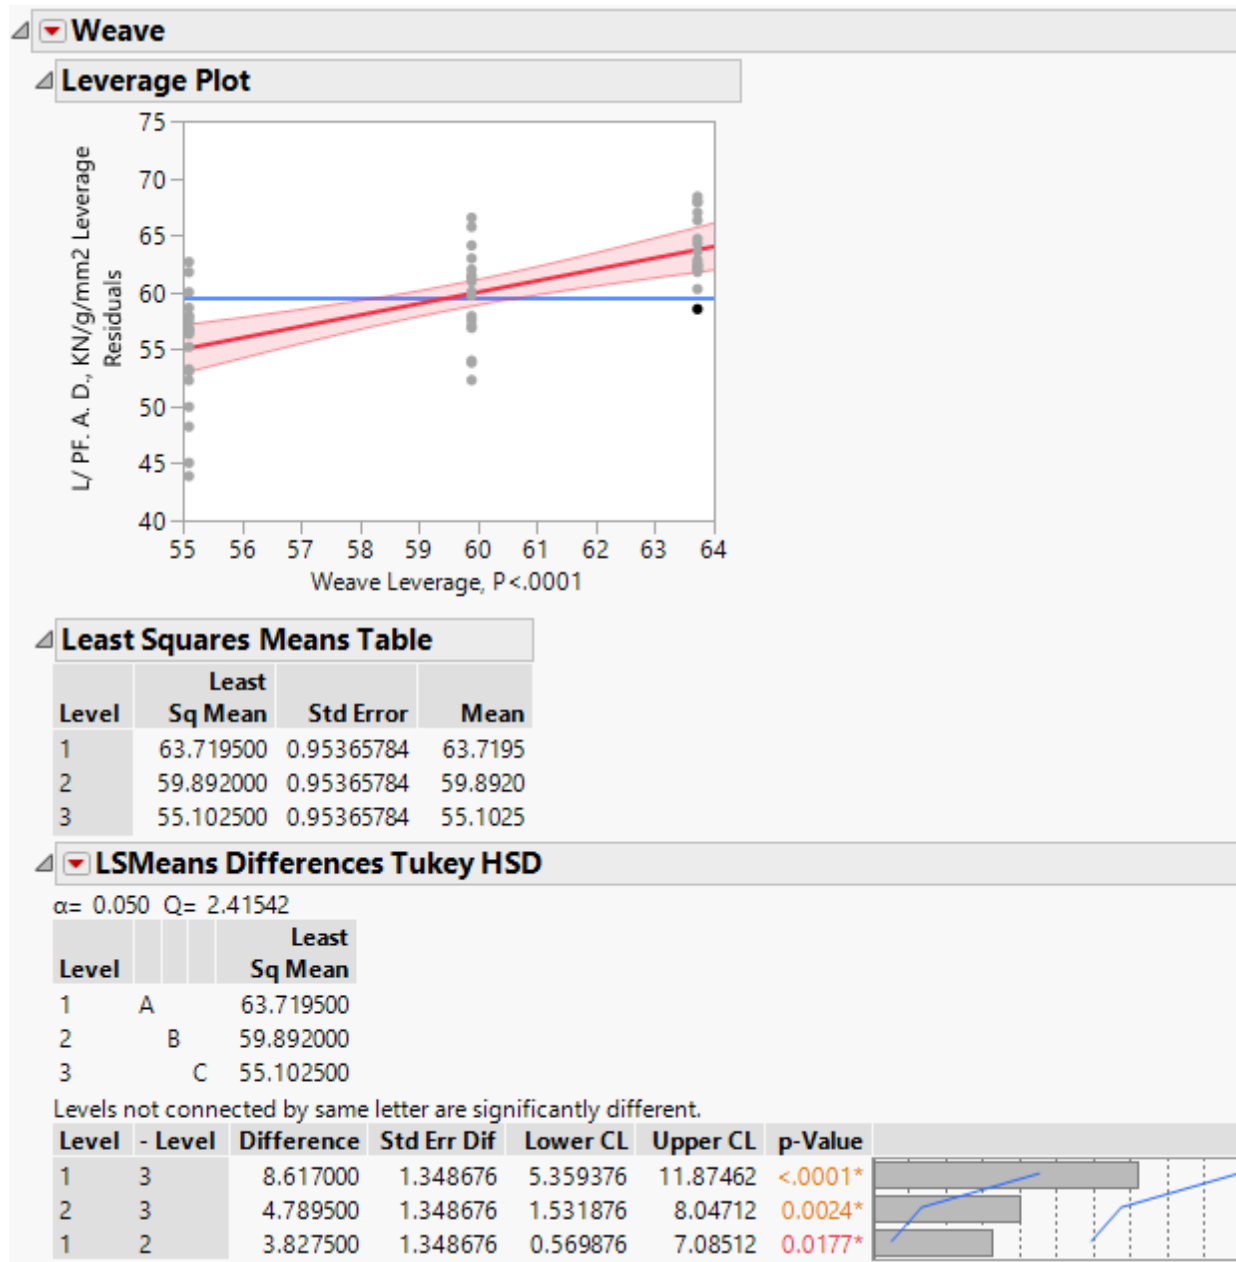 Weave
Leverage Plot
75
70
65
60
55
50
45
40
L/ PF. A. D., KN/g/mm2 Leverage
Residuals
55 56 57 58 59 60 61 62 63 64
Weave Leverage, P<.0001
Least Squares Means Table
Least
Level Sq Mean Std Error Mean
1 63.719500 0.95365784 63.7195
2 59.892000 0.95365784 59.8920
3 55.102500 0.95365784 55.1025
LSMeans Differences Tukey HSD
α= 0.050 Q= 2.41542
Least
Level Sq Mean
1 A 63.719500
2 B 59.892000
3 C 55.102500
Levels not connected by same letter are significantly different.
Level - Level Difference Std Err Dif Lower CL Upper CL p-Value
1 3 8.617000 1.348676 5.359376 11.87462 <.0001*
2 3 4.789500 1.348676 1.531876 8.04712 0.0024*
1 2 3.827500 1.348676 0.569876 7.08512 0.0177*